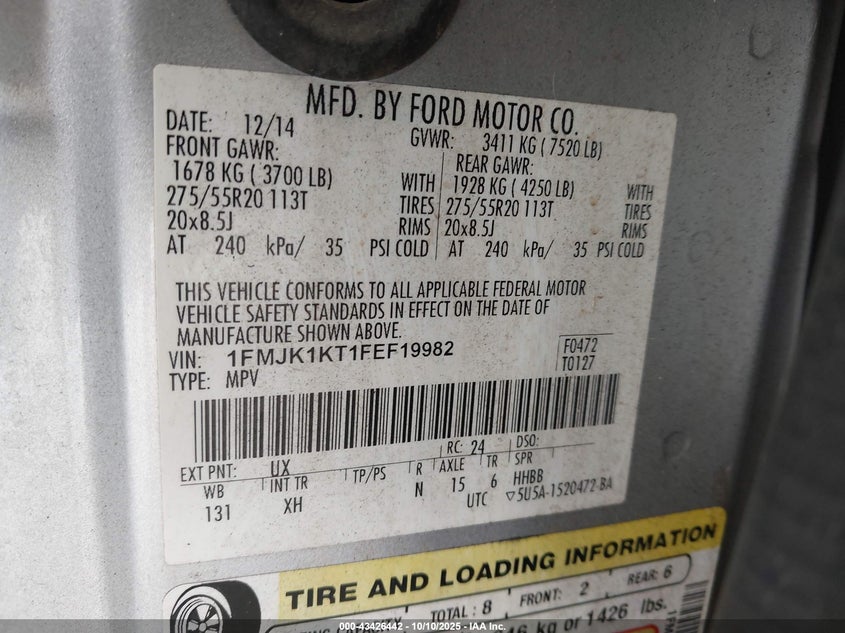 MFD. BY FORD MOTOR CO.
DATE: 12/14 GVWR: 3411 KG ( 7520 LB)
FRONT GAWR: REAR GAWR:
1678 KG ( 3700 LB) WITH 1928 KG ( 4250 LB) WITH
275/55R20 113T TIRES 275/55R20 113T TIRES
20x8.5J RIMS 20x8.5J RIMS
AT 240 kPa/ 35 PSI COLD AT 240 kPa/ 35 PSI COLD
THIS VEHICLE CONFORMS TO ALL APPLICABLE FEDERAL MOTOR
VEHICLE SAFETY STANDARDS IN EFFECT ON THE DATE OF
MANUFACTURE SHOWN ABOVE.
VIN: 1FMJK1KT1FEF19982 F0472
TYPE: MPV T0127
EXT PNT: UX RC: 24 DSO:
WB INT TR TP/PS R AXLE TR SPR
131 XH N 15 6 HHBB
UTC ▽5U5A-1520472-BA
TIRE AND LOADING INFORMATION
TOTAL : 8 FRONT: 2 REAR: 6
kg or 1426 lbs.
000-43426442 - 10/10/2025 - IAA Inc.